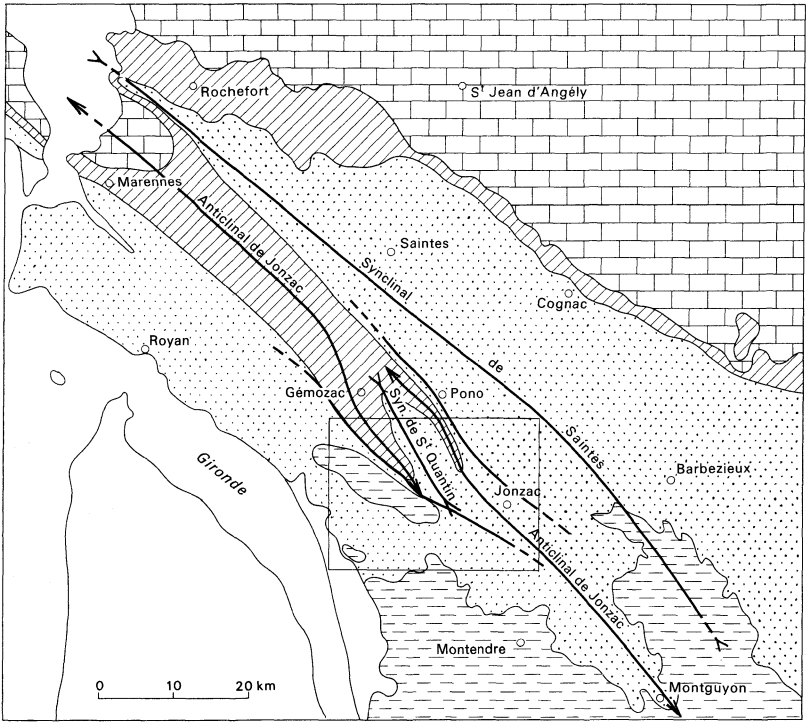 Rochefort
Sᵗ Jean d'Angély
Marennes
Anticlinal de Jonzac
Saintes
Synclinal
de
Saintes
Cognac
Royan
Gémozac
Pono
Syn. de Sᵗ Quantin
Gironde
Jonzac
Barbezieux
Anticlinal de Jonzac
Montendre
Montguyon
0 10 20 km